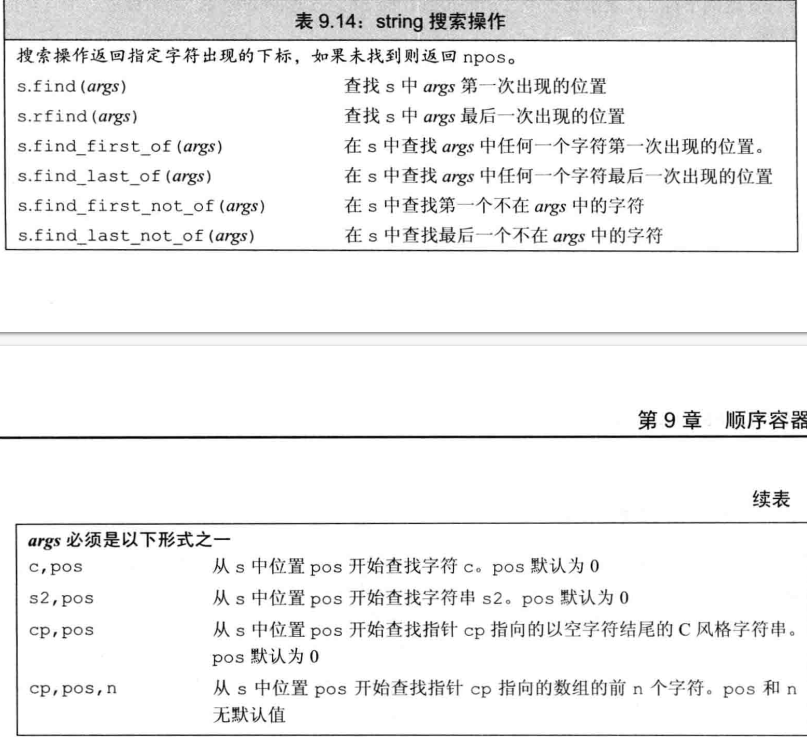 表 9.14：string 搜索操作
搜索操作返回指定字符出现的下标，如果未找到则返回 npos。
s.find(args) 查找 s 中 args 第一次出现的位置
s.rfind(args) 查找 s 中 args 最后一次出现的位置
s.find_first_of(args) 在 s 中查找 args 中任何一个字符第一次出现的位置。
s.find_last_of(args) 在 s 中查找 args 中任何一个字符最后一次出现的位置
s.find_first_not_of(args) 在 s 中查找第一个不在 args 中的字符
s.find_last_not_of(args) 在 s 中查找最后一个不在 args 中的字符
第 9 章 顺序容器
续表
args 必须是以下形式之一
c,pos 从 s 中位置 pos 开始查找字符 c。pos 默认为 0
s2,pos 从 s 中位置 pos 开始查找字符串 s2。pos 默认为 0
cp,pos 从 s 中位置 pos 开始查找指针 cp 指向的以空字符结尾的 C 风格字符串。
pos 默认为 0
cp,pos,n 从 s 中位置 pos 开始查找指针 cp 指向的数组的前 n 个字符。pos 和 n
无默认值